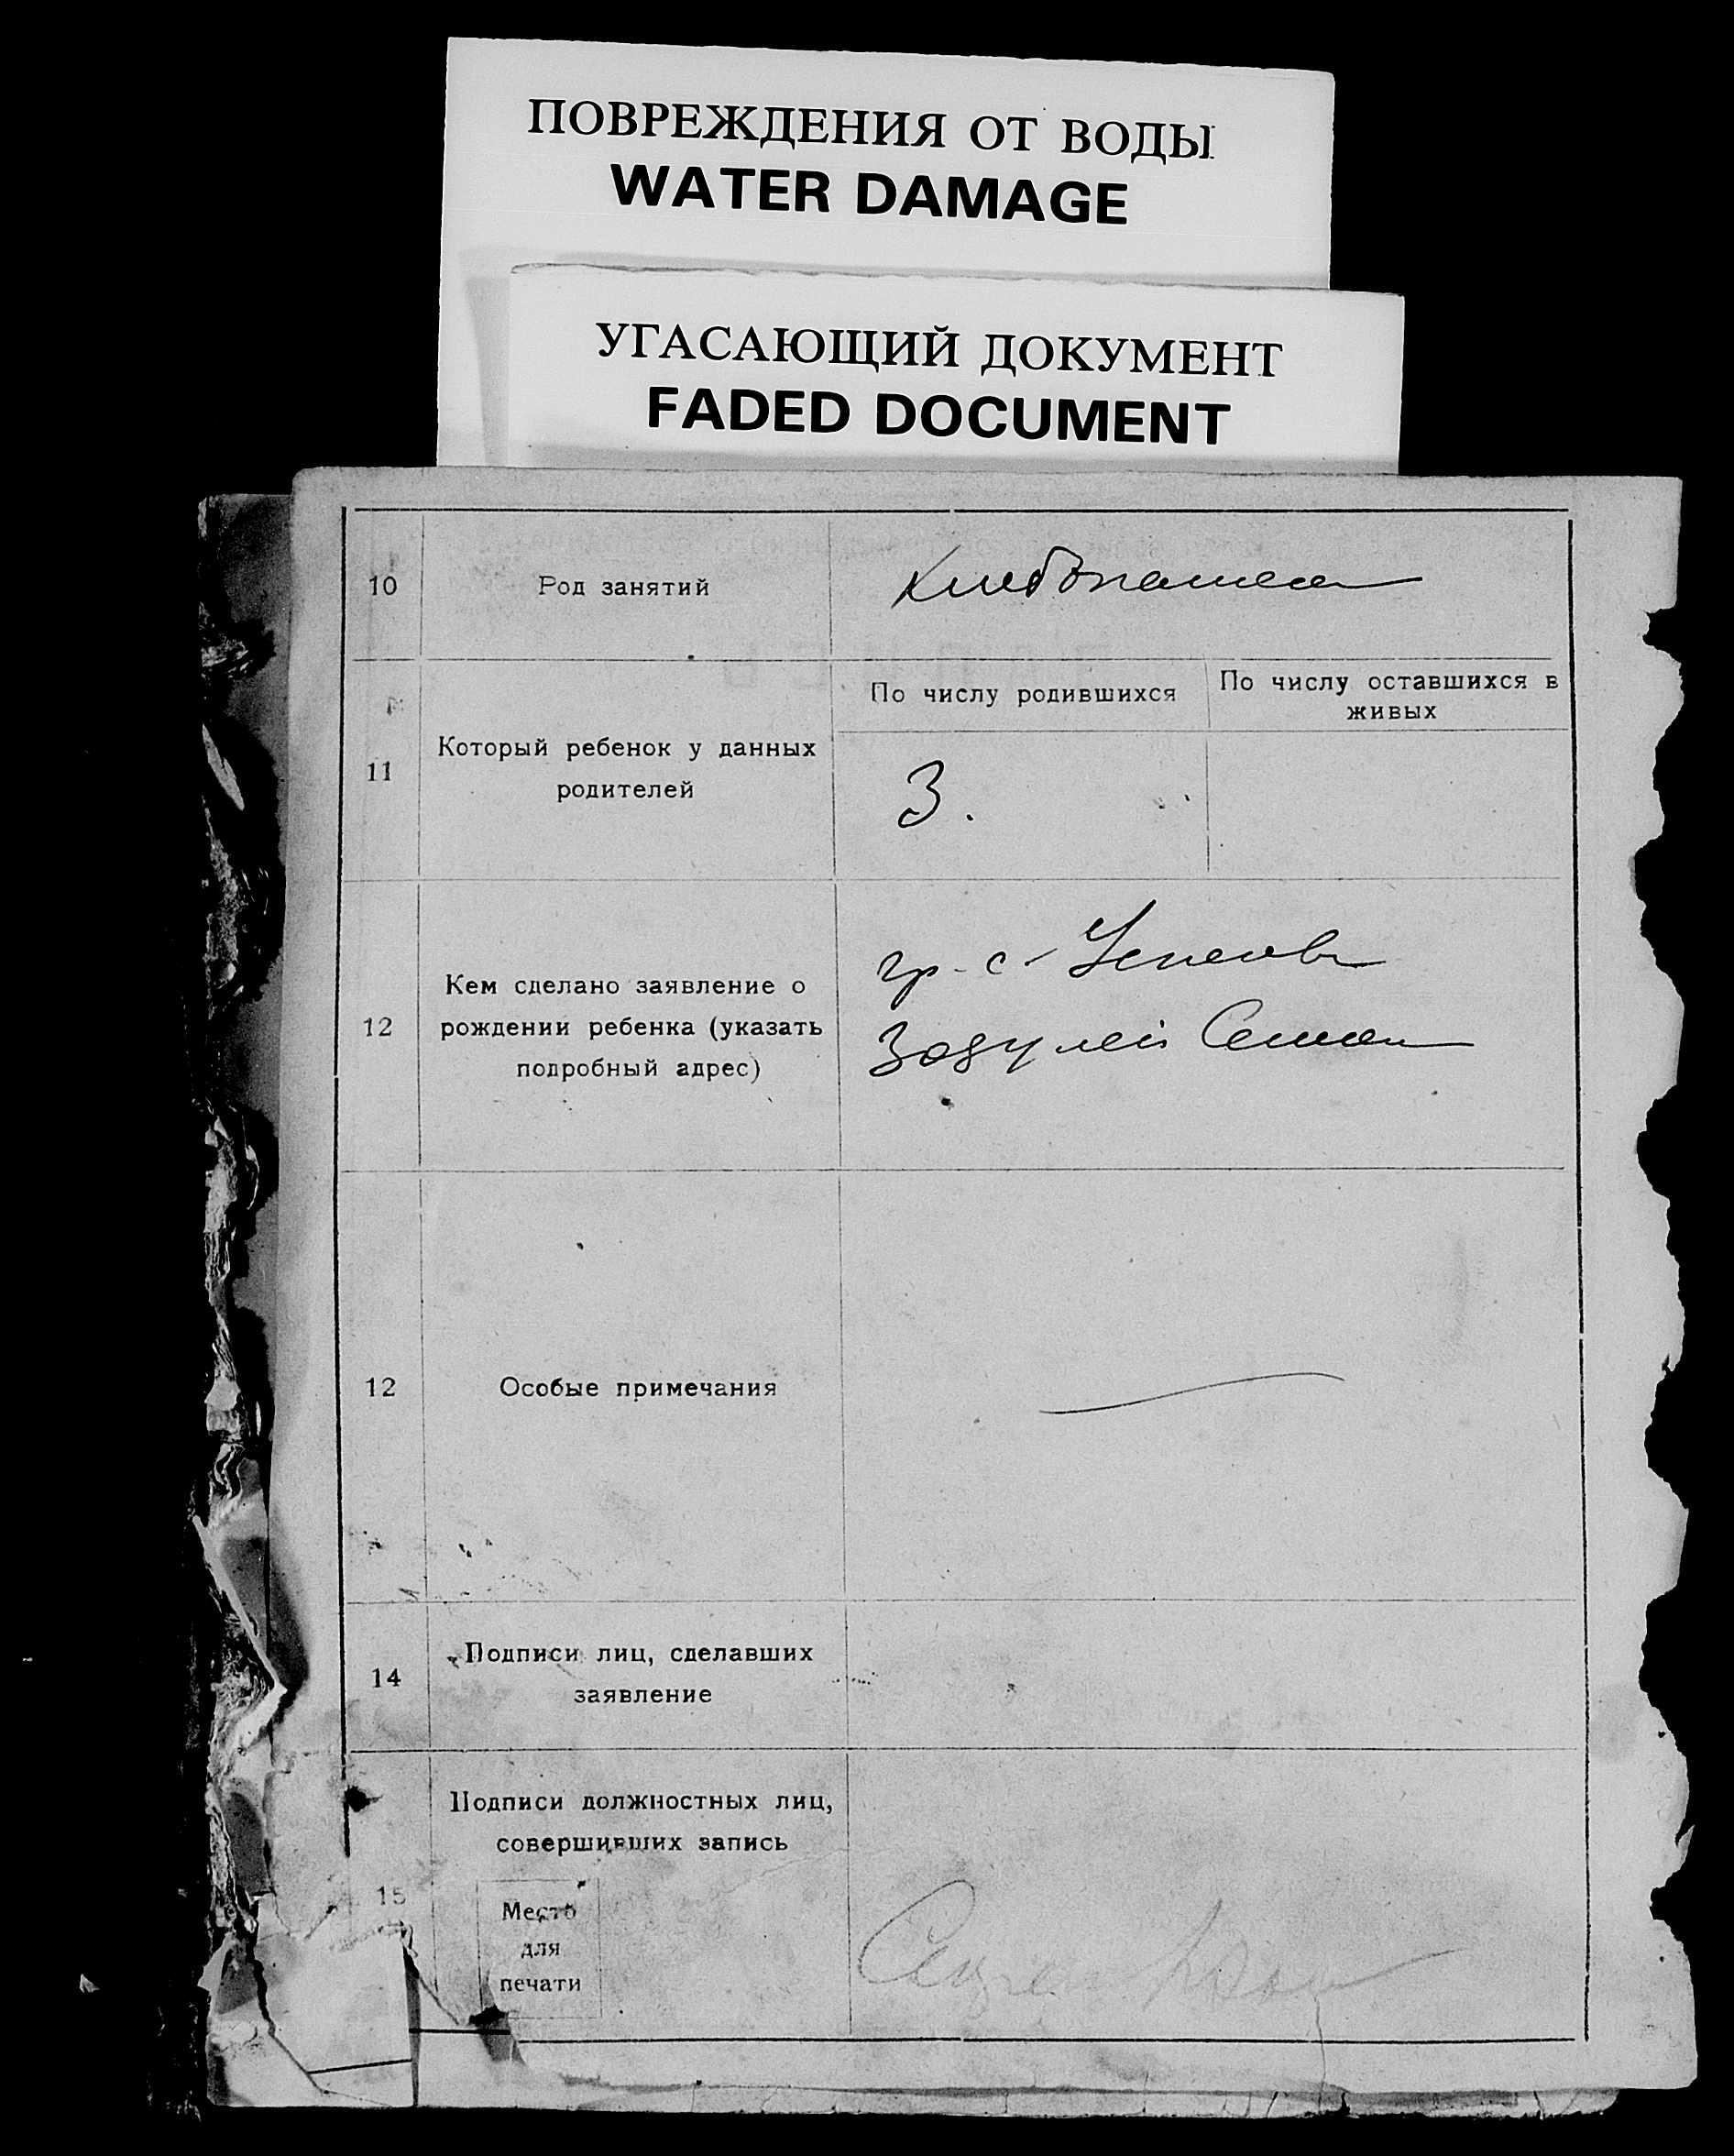 ПОВРЕЖДЕНИЯ ОТ ВОДЫ
WATER DAMAGE
УГАСАЮЩИЙ ДОКУМЕНТ
FADED DOCUMENT
10
Род занятий
11
Который ребенок у данных
родителей
По числу родившихся
По числу оставшихся в
живых
3.
12
Кем сделано заявление о
рождении ребенка (указать
подробный адрес)
гр-с
12
Особые примечания
14
Подписи лиц, сделавших
заявление
15
Подписи должностных лиц,
совершивших запись
Место
для
печати